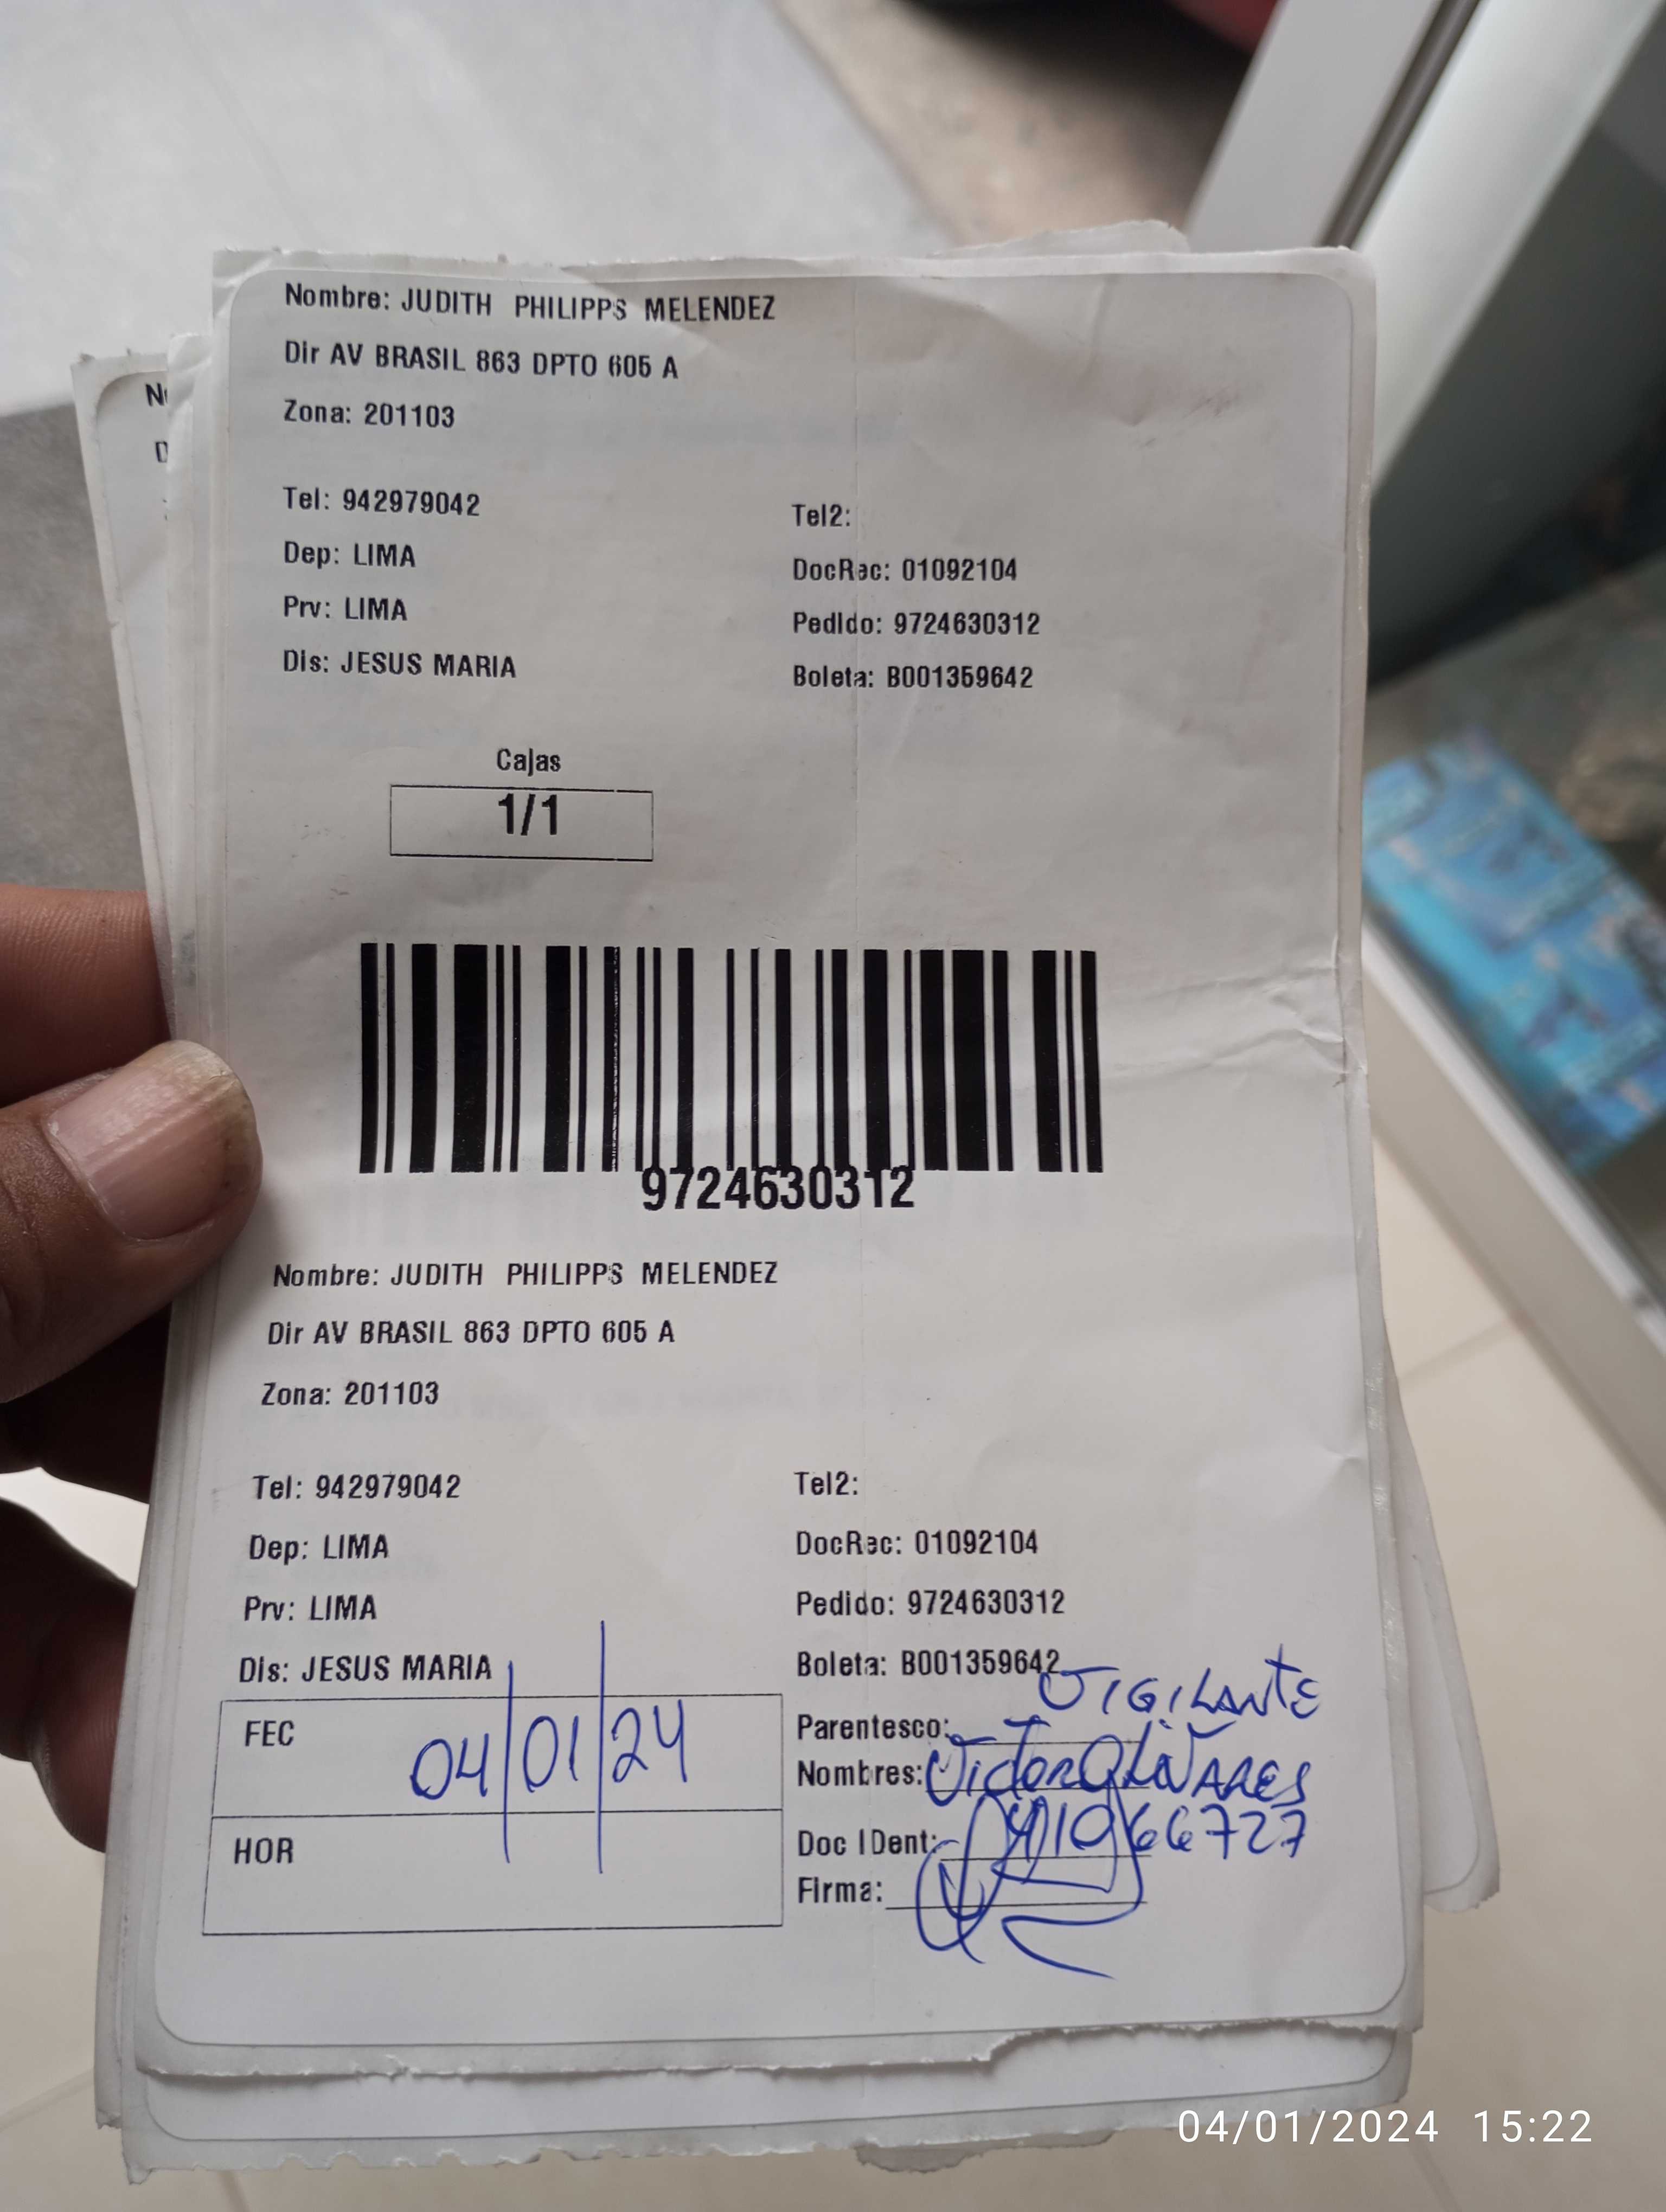 Nombre: JUDITH PHILIPPS MELENDEZ
Dir AV BRASIL 863 DPTO 605 A
Zona: 201103
Tel: 942979042
Tel2:
Dep: LIMA
DocRec: 01092104
Prv: LIMA
Pedido: 9724630312
Dis: JESUS MARIA
Boleta: B001359642
Cajas
1/1
9724630312
Nombre: JUDITH PHILIPPS MELENDEZ
Dir AV BRASIL 863 DPTO 605 A
Zona: 201103
Tel: 942979042
Tel2:
Dep: LIMA
DocRec: 01092104
Prv: LIMA
Pedido: 9724630312
Dis: JESUS MARIA
Boleta: B001359642
FEC 04/01/24
Parentesco: VIGILANTE
Nombres: Victor
HOR
Doc IDent: 41066727
Firma:
04/01/2024 15:22